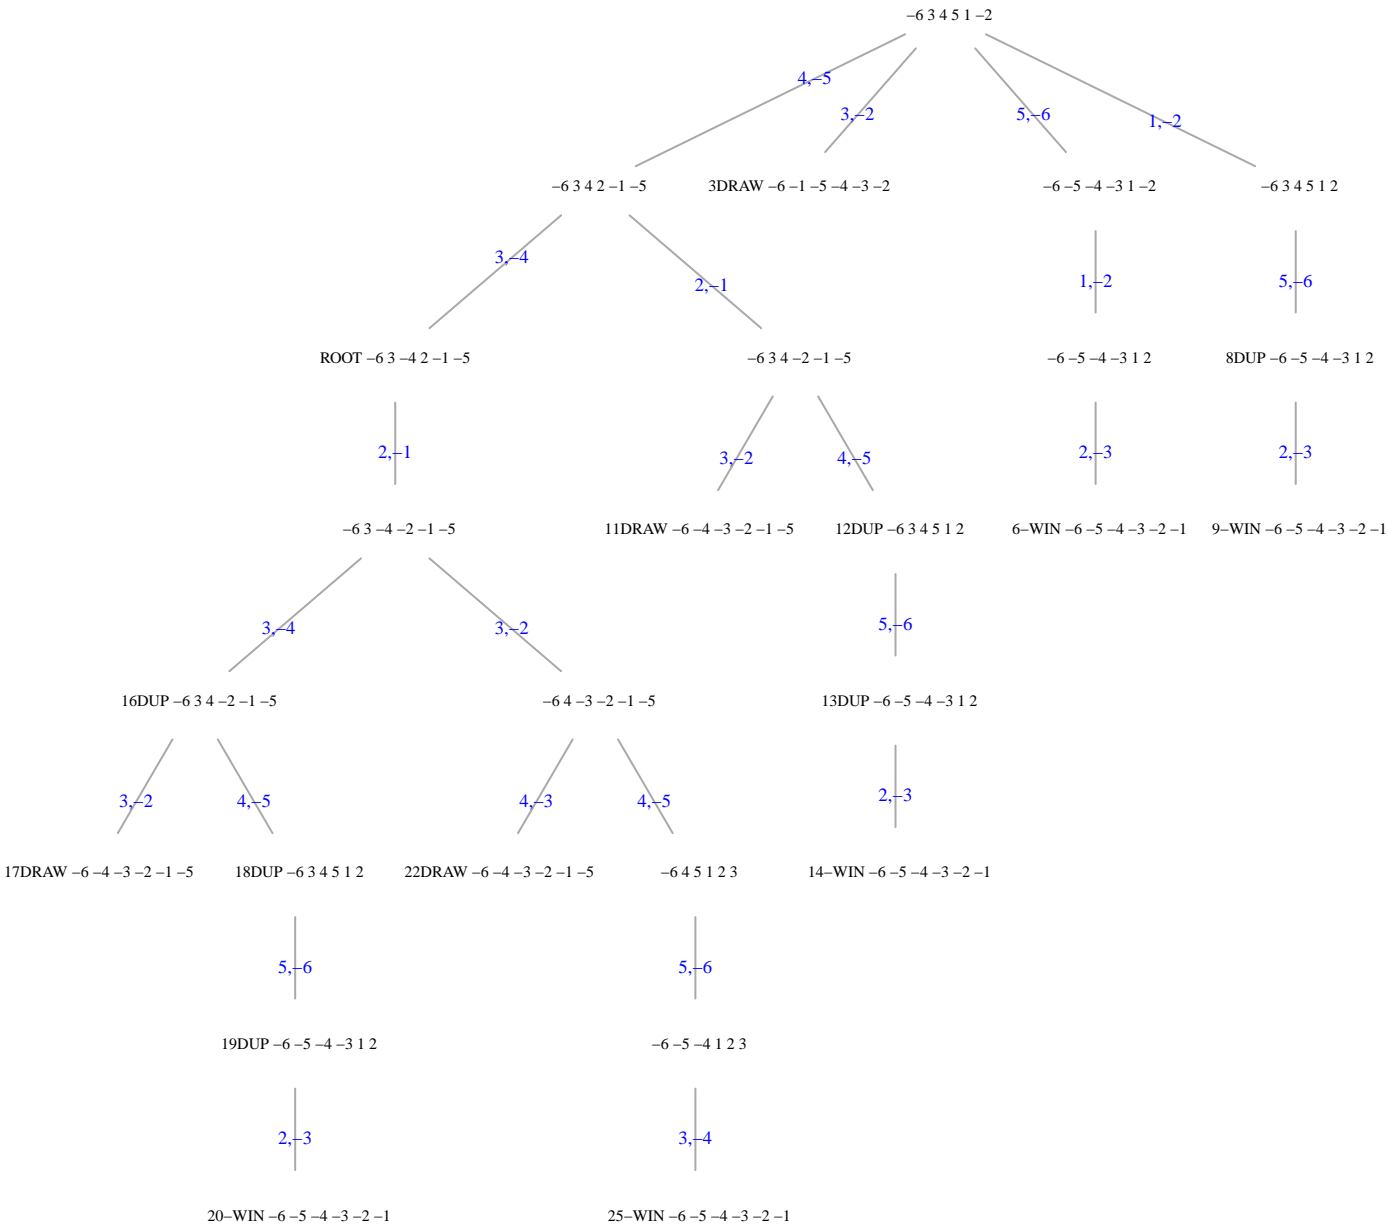 −6 3 4 5 1 −2
4,−5
3,−2
5,−6
1,−2
−6 3 4 2 −1 −5
3DRAW −6 −1 −5 −4 −3 −2
−6 −5 −4 −3 1 −2
−6 3 4 5 1 2
3,−4
2,−1
1,−2
5,−6
ROOT −6 3 −4 2 −1 −5
−6 3 4 −2 −1 −5
−6 −5 −4 −3 1 2
8DUP −6 −5 −4 −3 1 2
2,−1
3,−2
4,−5
2,−3
2,−3
−6 3 −4 −2 −1 −5
11DRAW −6 −4 −3 −2 −1 −5
12DUP −6 3 4 5 1 2
6−WIN −6 −5 −4 −3 −2 −1
9−WIN −6 −5 −4 −3 −2 −1
3,−4
3,−2
5,−6
16DUP −6 3 4 −2 −1 −5
−6 4 −3 −2 −1 −5
13DUP −6 −5 −4 −3 1 2
3,−2
4,−5
4,−3
4,−5
2,−3
17DRAW −6 −4 −3 −2 −1 −5
18DUP −6 3 4 5 1 2
22DRAW −6 −4 −3 −2 −1 −5
−6 4 5 1 2 3
14−WIN −6 −5 −4 −3 −2 −1
5,−6
5,−6
19DUP −6 −5 −4 −3 1 2
−6 −5 −4 1 2 3
2,−3
3,−4
20−WIN −6 −5 −4 −3 −2 −1
25−WIN −6 −5 −4 −3 −2 −1